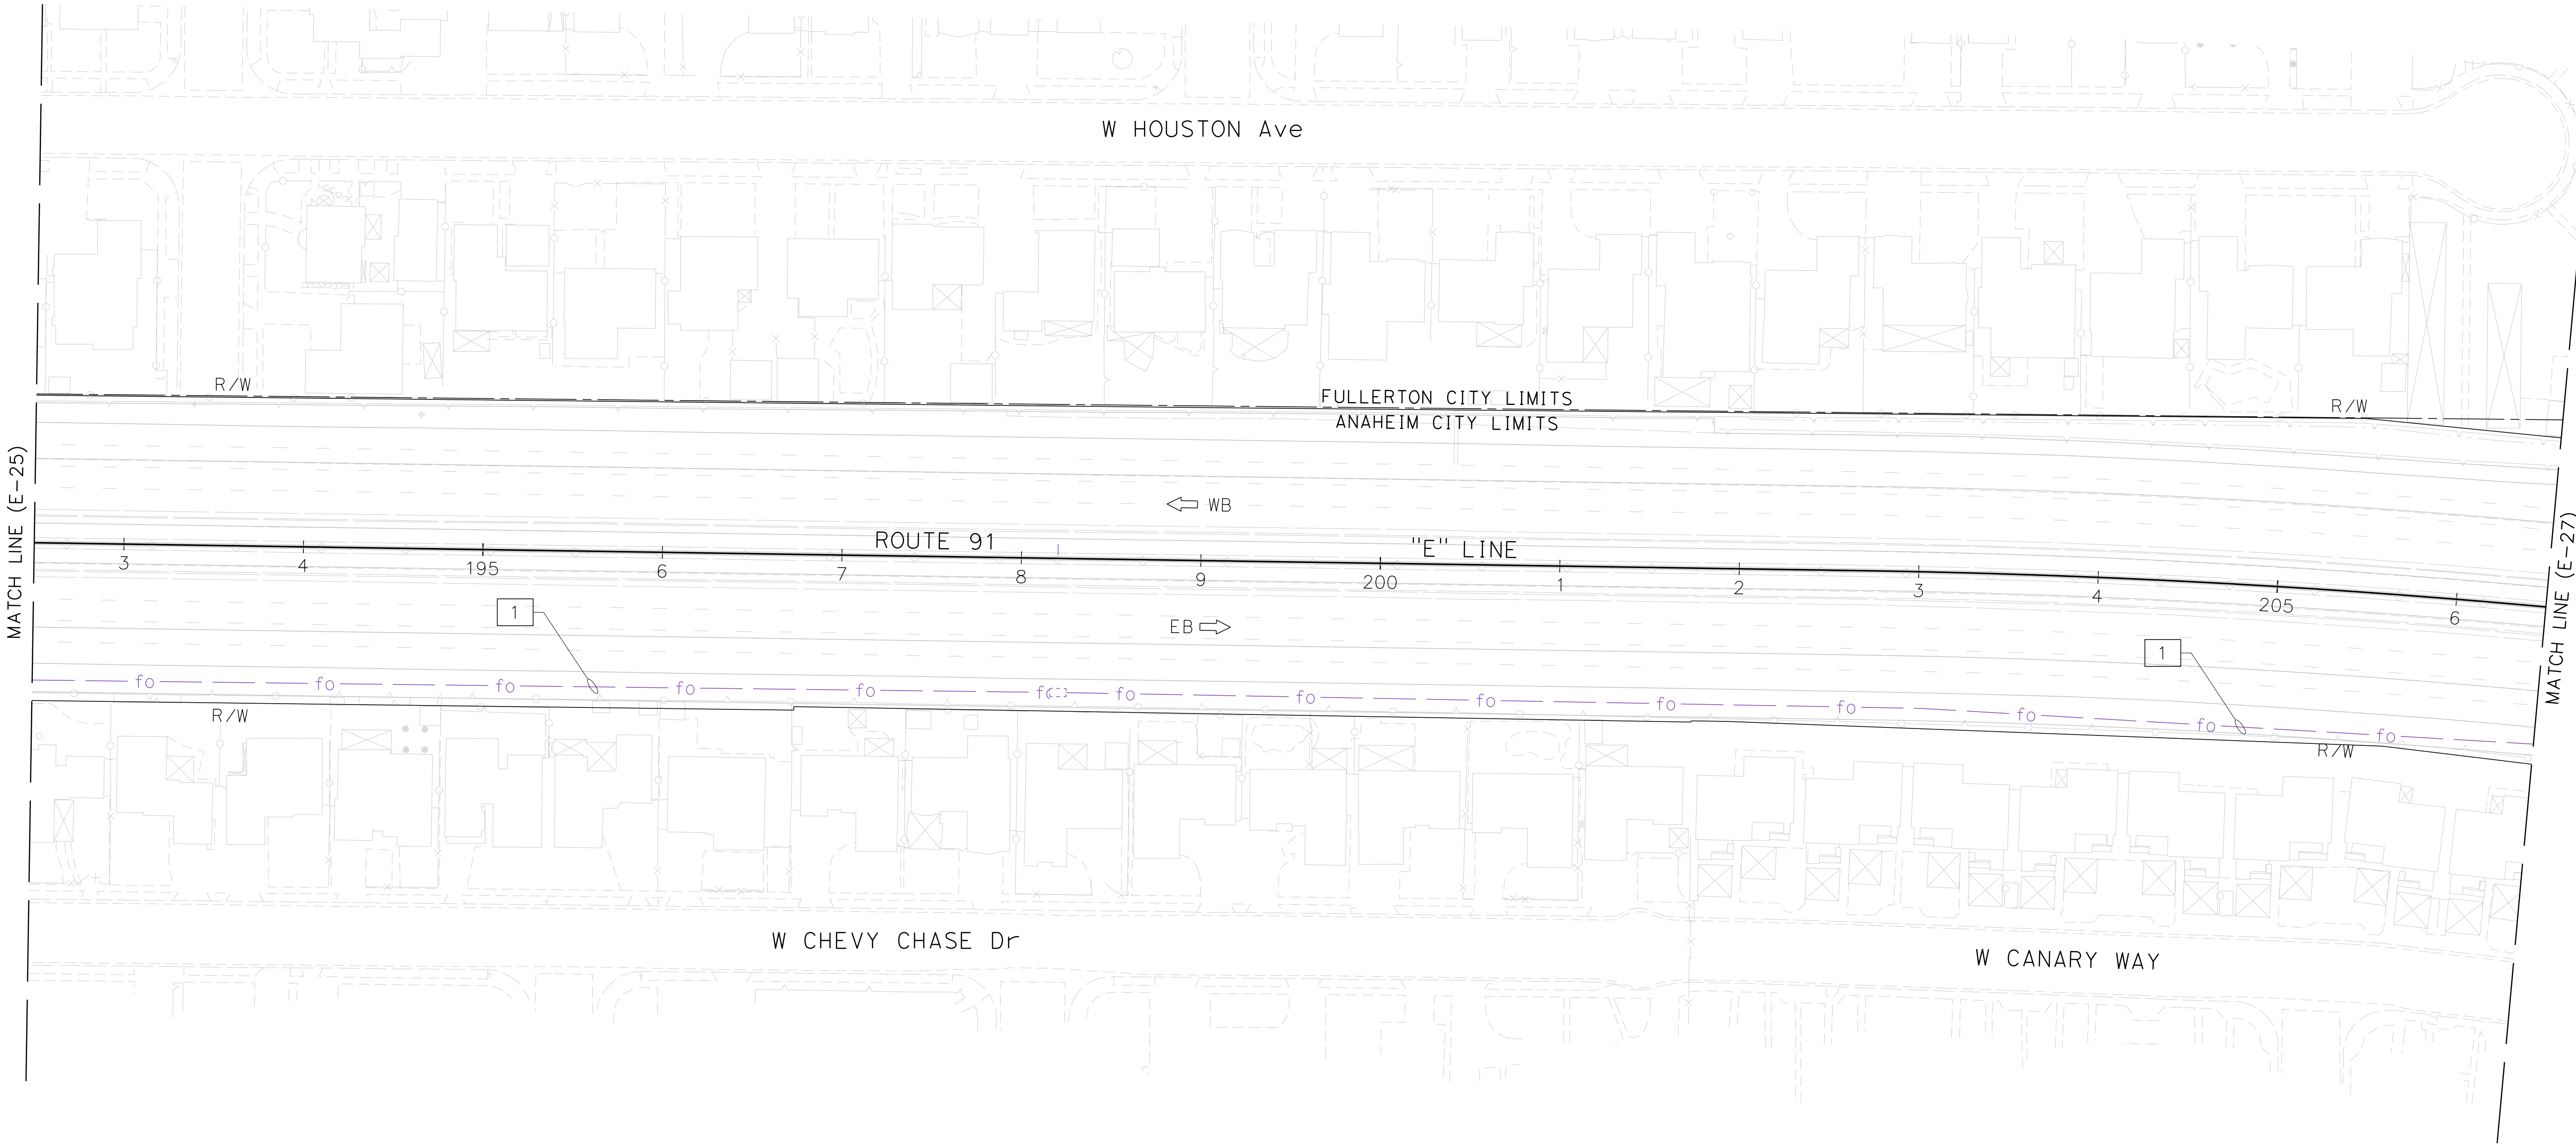 W HOUSTON Ave
R/W
FULLERTON CITY LIMITS
R/W
ANAHEIM CITY LIMITS
MATCH LINE (E-25)
WB
MATCH LINE (E-27)
ROUTE 91
"E" LINE
3
4
195
6
7
8
9
200
1
2
3
4
205
6
1
EB
1
fo
fo
fo
fo
fo
fo
fo
fo
fo
fo
fo
fo
fo
fo
R/W
R/W
W CHEVY CHASE Dr
W CANARY WAY